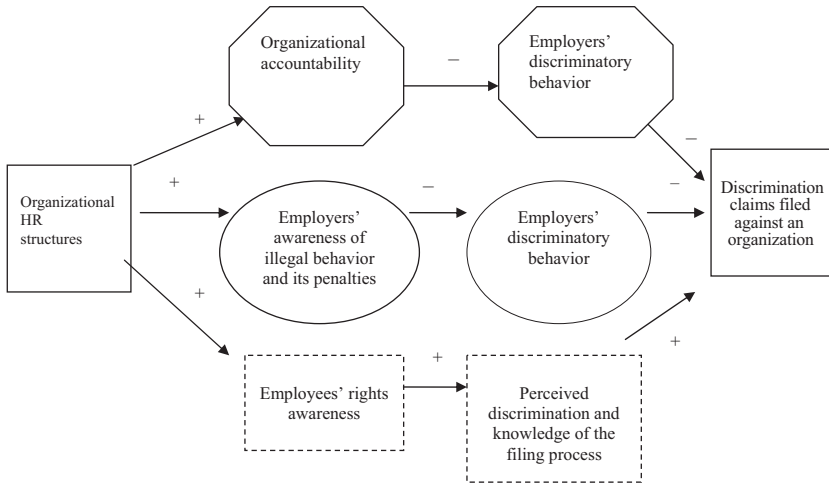 Organizational
accountability
Employers’
discriminatory
behavior
–
+
–
Organizational
HR
structures
+
Employers’
awareness of
illegal behavior
and its penalties
–
Employers’
discriminatory
behavior
–
Discrimination
claims filed
against an
organization
+
Employees’ rights
awareness
+
Perceived
discrimination and
knowledge of the
filing process
+